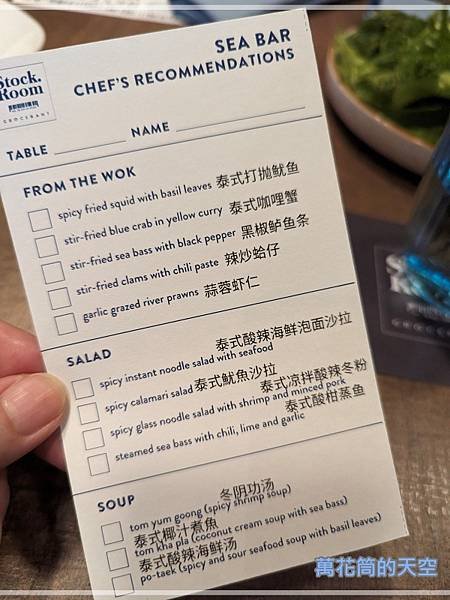 Stock.
Room
GROCERANT
SEA BAR
CHEF'S RECOMMENDATIONS
TABLE
NAME
FROM THE WOK
spicy fried squid with basil leaves 泰式打抛魷鱼
stir-fried blue crab in yellow curry 泰式咖哩蟹
stir-fried sea bass with black pepper 黑椒鲈鱼条
stir-fried clams with chili paste 辣炒蛤仔
garlic grazed river prawns 蒜蓉虾仁
SALAD
泰式酸辣海鲜泡面沙拉
spicy instant noodle salad with seafood
spicy calamari salad 泰式魷魚沙拉
泰式凉拌酸辣冬粉
spicy glass noodle salad with shrimp and minced pork
泰式酸柑蒸鱼
steamed sea bass with chili, lime and garlic
SOUP
冬阴功汤
tom yum goong (spicy shrimp soup)
泰式椰汁煮魚
tom kha pla (coconut cream soup with sea bass)
泰式酸辣海鲜汤
po-taek (spicy and sour seafood soup with basil leaves)
萬花筒的天空